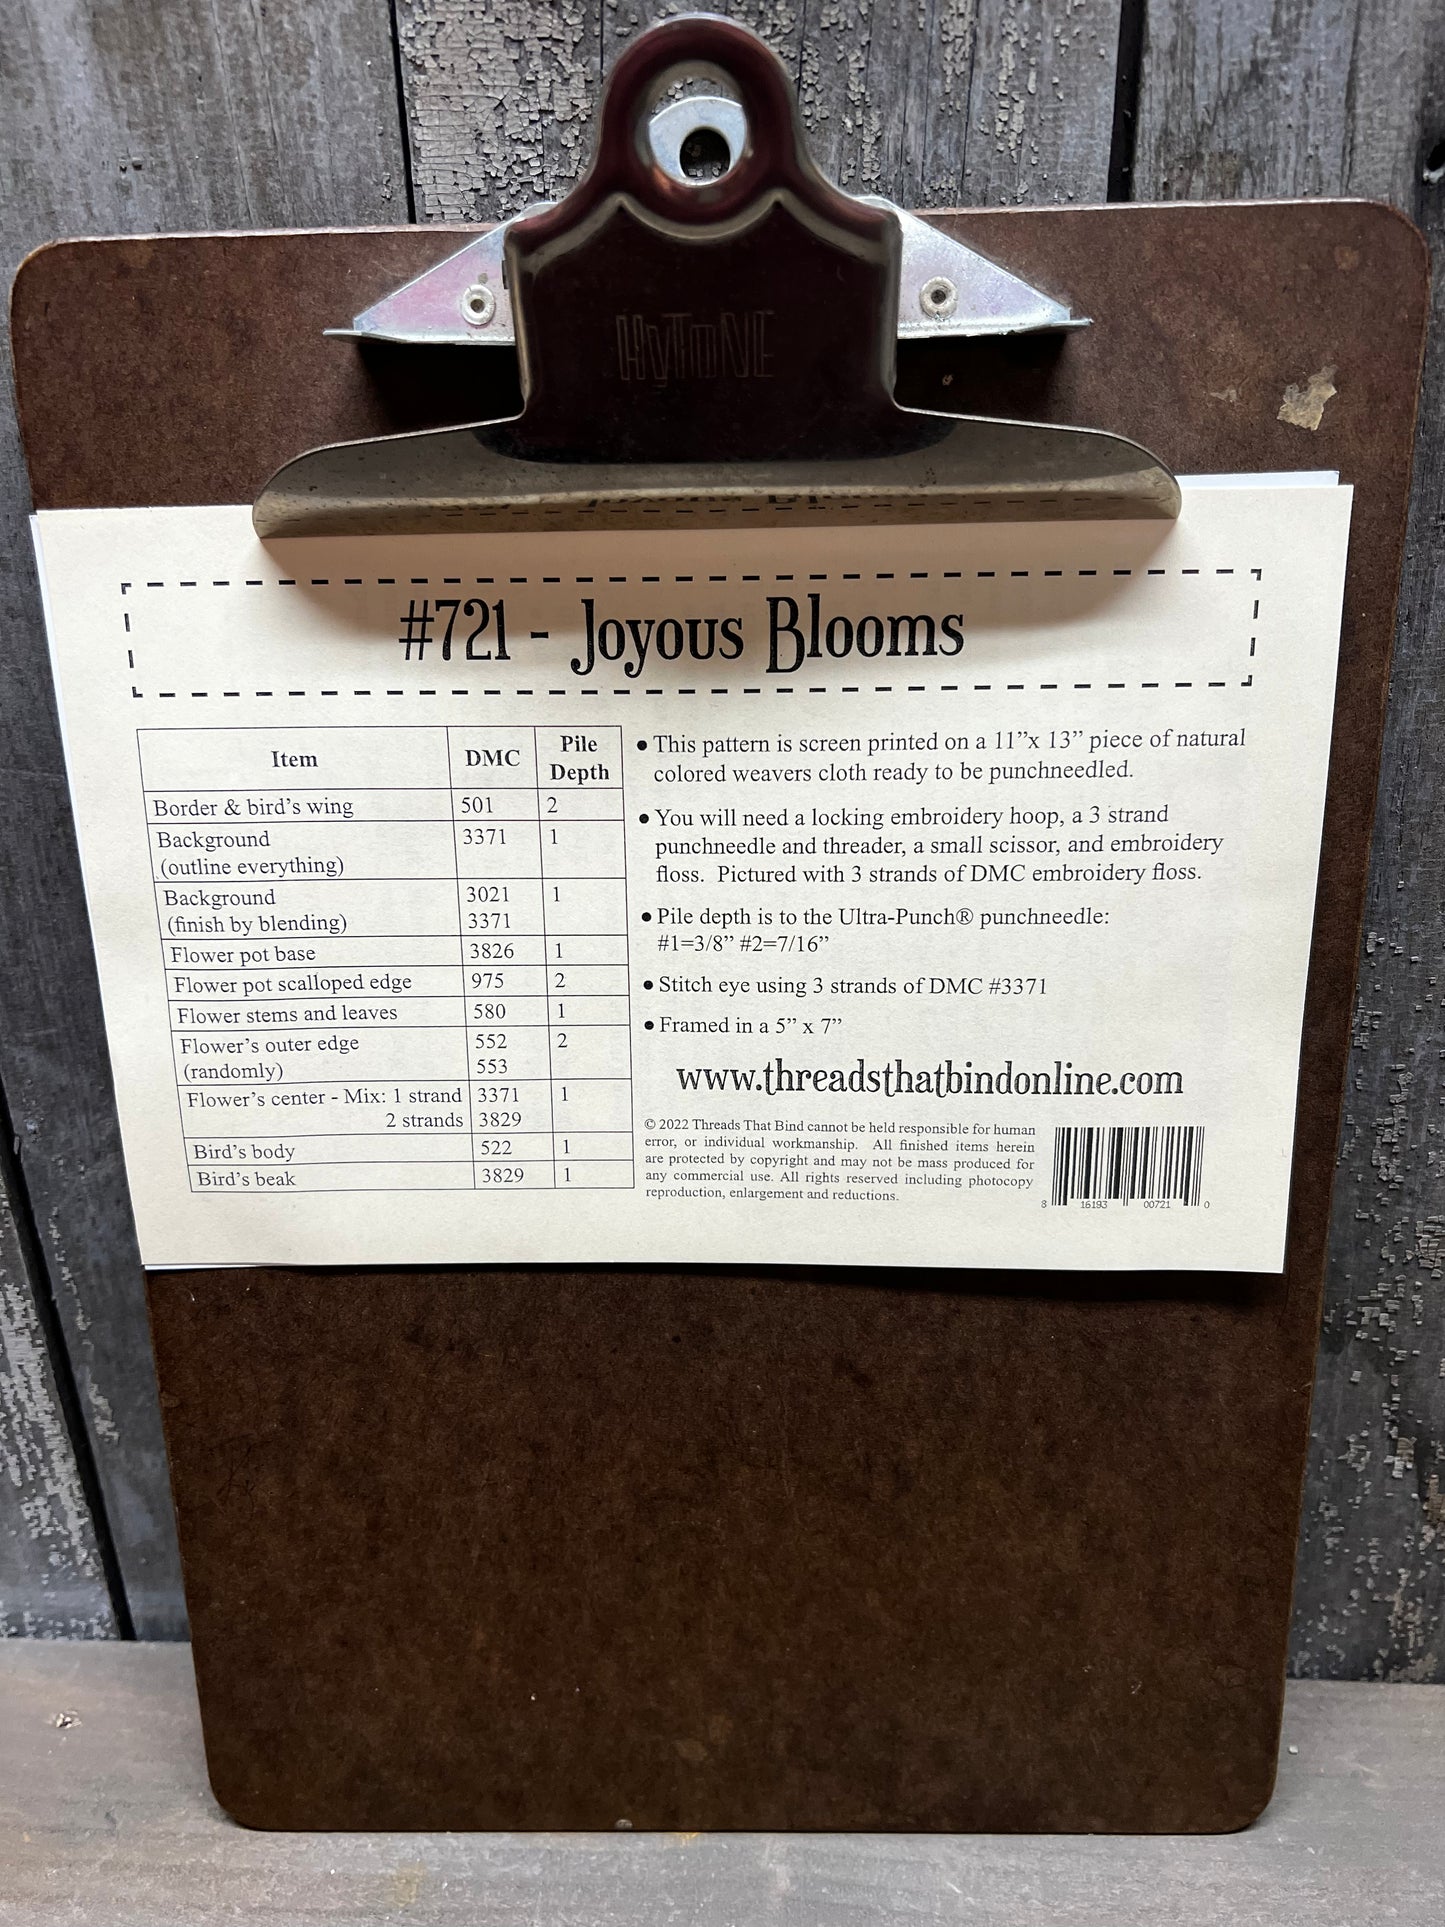 HyToNE
#721 - Joyous Blooms
Item DMC Pile Depth
Border & bird's wing 501 2
Background 3371 1
(outline everything)
Background 3021 1
(finish by blending) 3371
Flower pot base 3826 1
Flower pot scalloped edge 975 2
Flower stems and leaves 580 1
Flower's outer edge 552 2
(randomly) 553
Flower's center - Mix: 1 strand 3371 1
2 strands 3829
Bird's body 522 1
Bird's beak 3829 1
• This pattern is screen printed on a 11”x 13” piece of natural
colored weavers cloth ready to be punchneedled.
• You will need a locking embroidery hoop, a 3 strand
punchneedle and threader, a small scissor, and embroidery
floss. Pictured with 3 strands of DMC embroidery floss.
• Pile depth is to the Ultra-Punch® punchneedle:
#1=3/8” #2=7/16”
• Stitch eye using 3 strands of DMC #3371
• Framed in a 5” x 7”
www.threadsthatbindonline.com
© 2022 Threads That Bind cannot be held responsible for human
error, or individual workmanship. All finished items herein
are protected by copyright and may not be mass produced for
any commercial use. All rights reserved including photocopy
reproduction, enlargement and reductions.
8 16193 00721 0